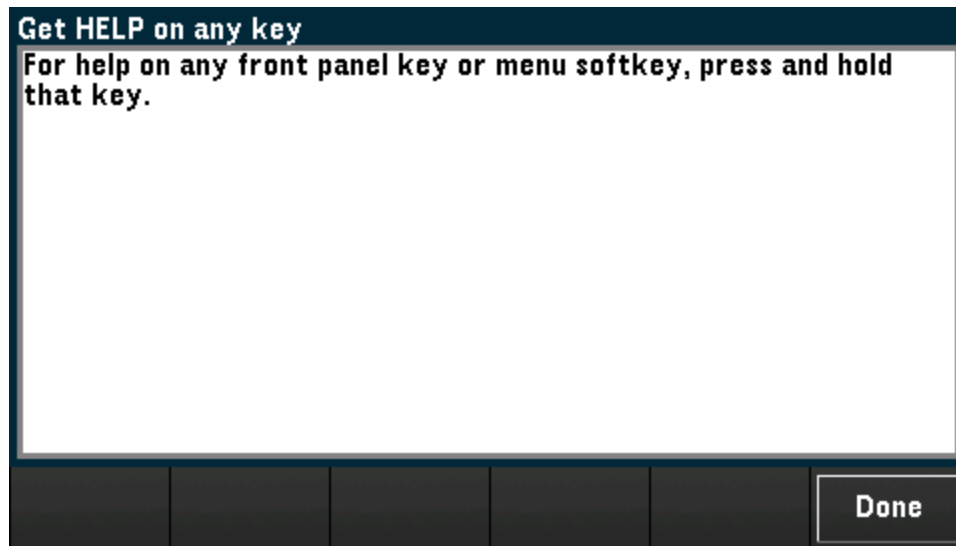 Get HELP on any key
For help on any front panel key or menu softkey, press and hold
that key.
Done